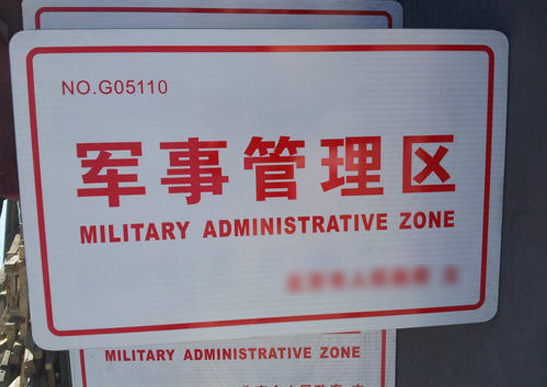 NO.G05110
军事管理区
MILITARY ADMINISTRATIVE ZONE
MILITARY ADMINISTRATIVE ZONE